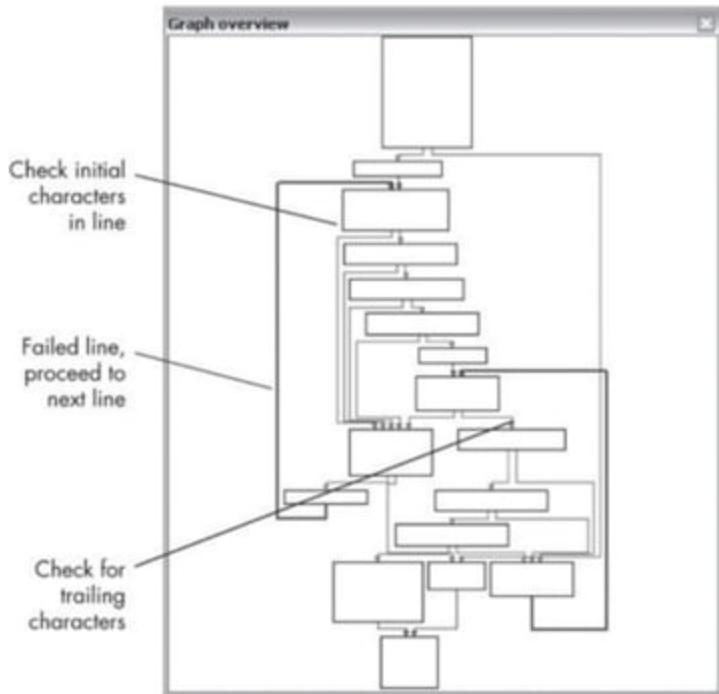 Graph overview
Check initial
characters
in line
Failed line,
proceed to
next line
Check for
trailing
characters